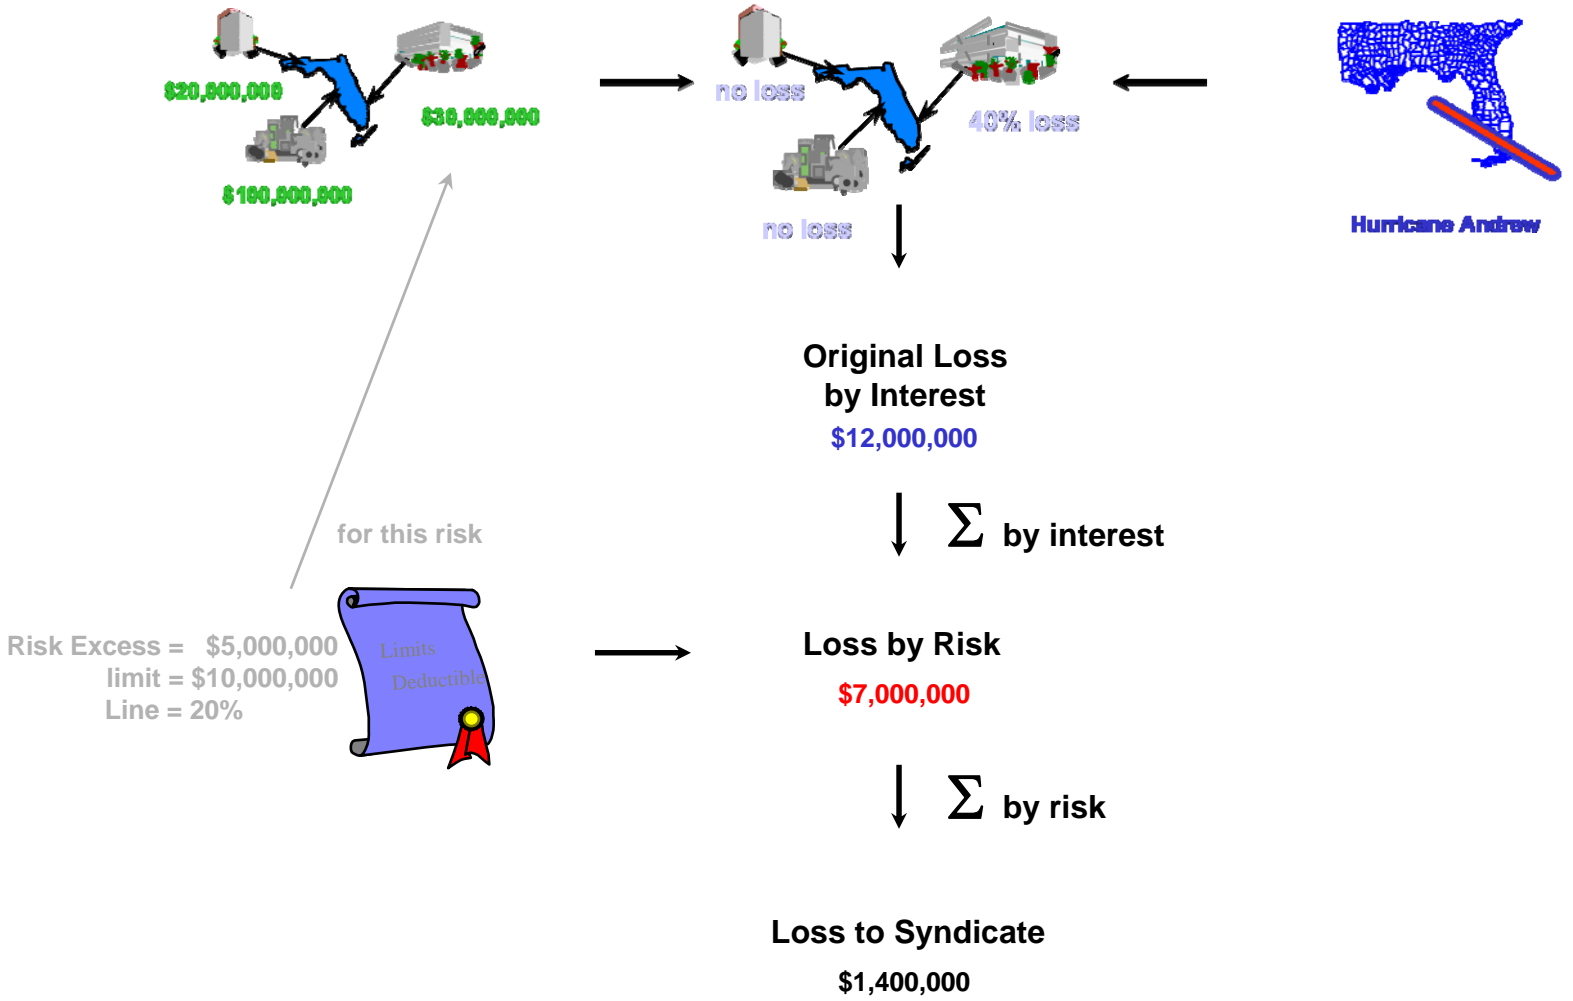 $20,000,000
$30,000,000
no loss
40% loss
$100,000,000
no loss
Hurricane Andrew
Original Loss
by Interest
$12,000,000
for this risk
Σ by interest
Risk Excess = $5,000,000
limit = $10,000,000
Line = 20%
Limits
Deductible
Loss by Risk
$7,000,000
Σ by risk
Loss to Syndicate
$1,400,000